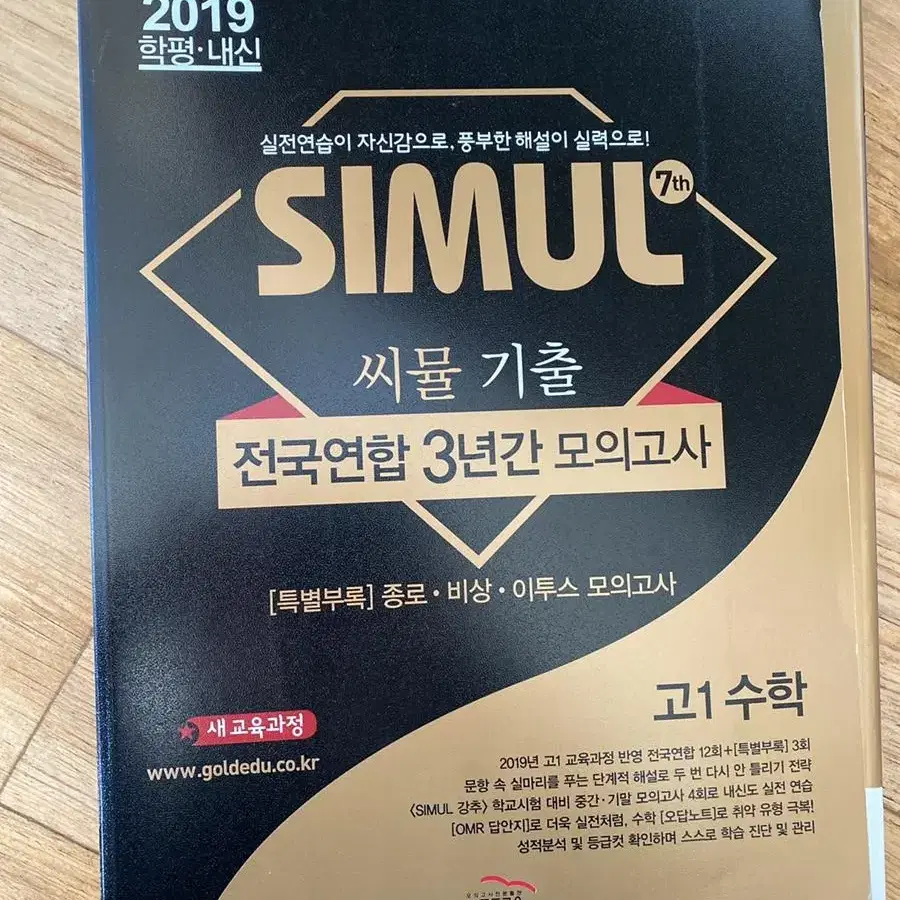 2019
학평·내신
실전연습이 자신감으로, 풍부한 해설이 실력으로!
SIMUL 7th
씨뮬 기출
전국연합 3년간 모의고사
[특별부록] 종로·비상·이투스 모의고사
고1 수학
새 교육과정
www.goldedu.co.kr
2019년 고1 교육과정 반영 전국연합 12회+[특별부록] 3회
문항 속 실마리를 푸는 단계적 해설로 두 번 다시 안 틀리기 전략
〈SIMUL 강추〉 학교시험 대비 중간·기말 모의고사 4회로 내신도 실전 연습
[OMR 답안지]로 더욱 실전처럼, 수학 [오답노트]로 취약 유형 극복!
성적분석 및 등급컷 확인하며 스스로 학습 진단 및 관리